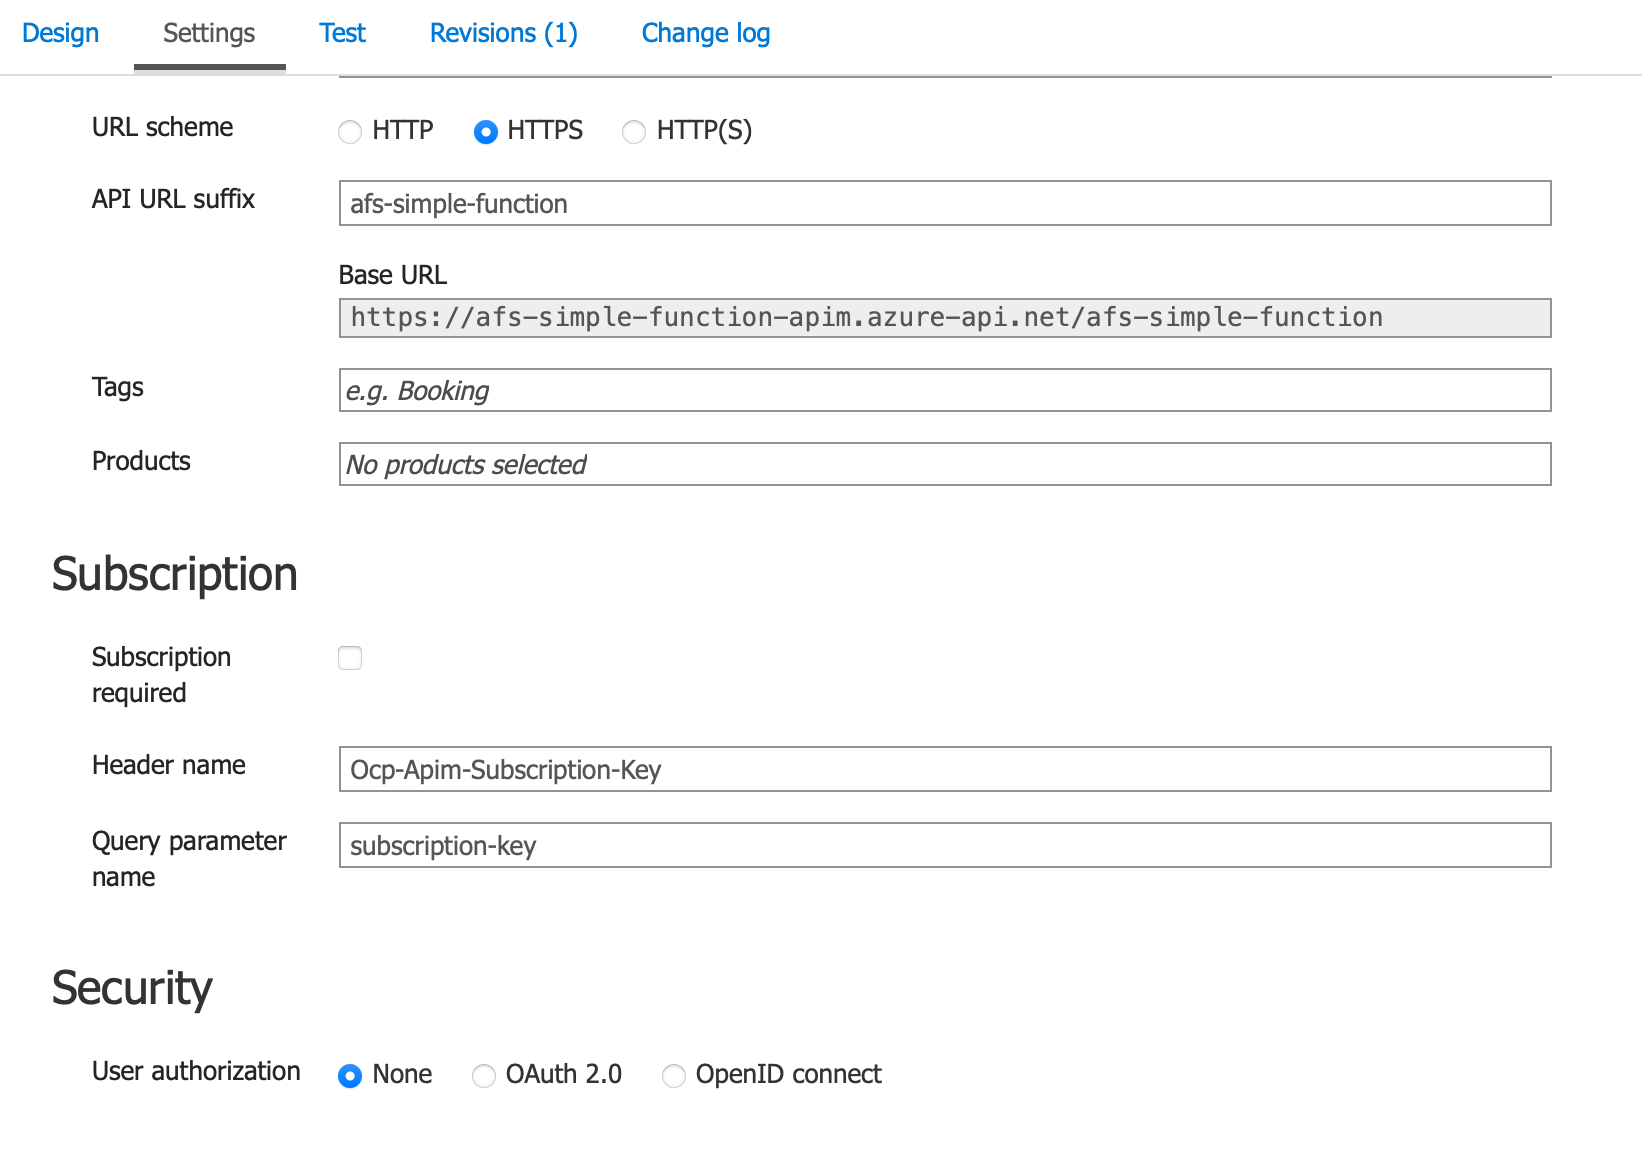 Design Settings Test Revisions (1) Change log
URL scheme HTTP HTTPS HTTP(S)
API URL suffix afs-simple-function
Base URL
https://afs-simple-function-apim.azure-api.net/afs-simple-function
Tags e.g. Booking
Products No products selected
Subscription
Subscription
required
Header name Ocp-Apim-Subscription-Key
Query parameter
name
subscription-key
Security
User authorization None OAuth 2.0 OpenID connect